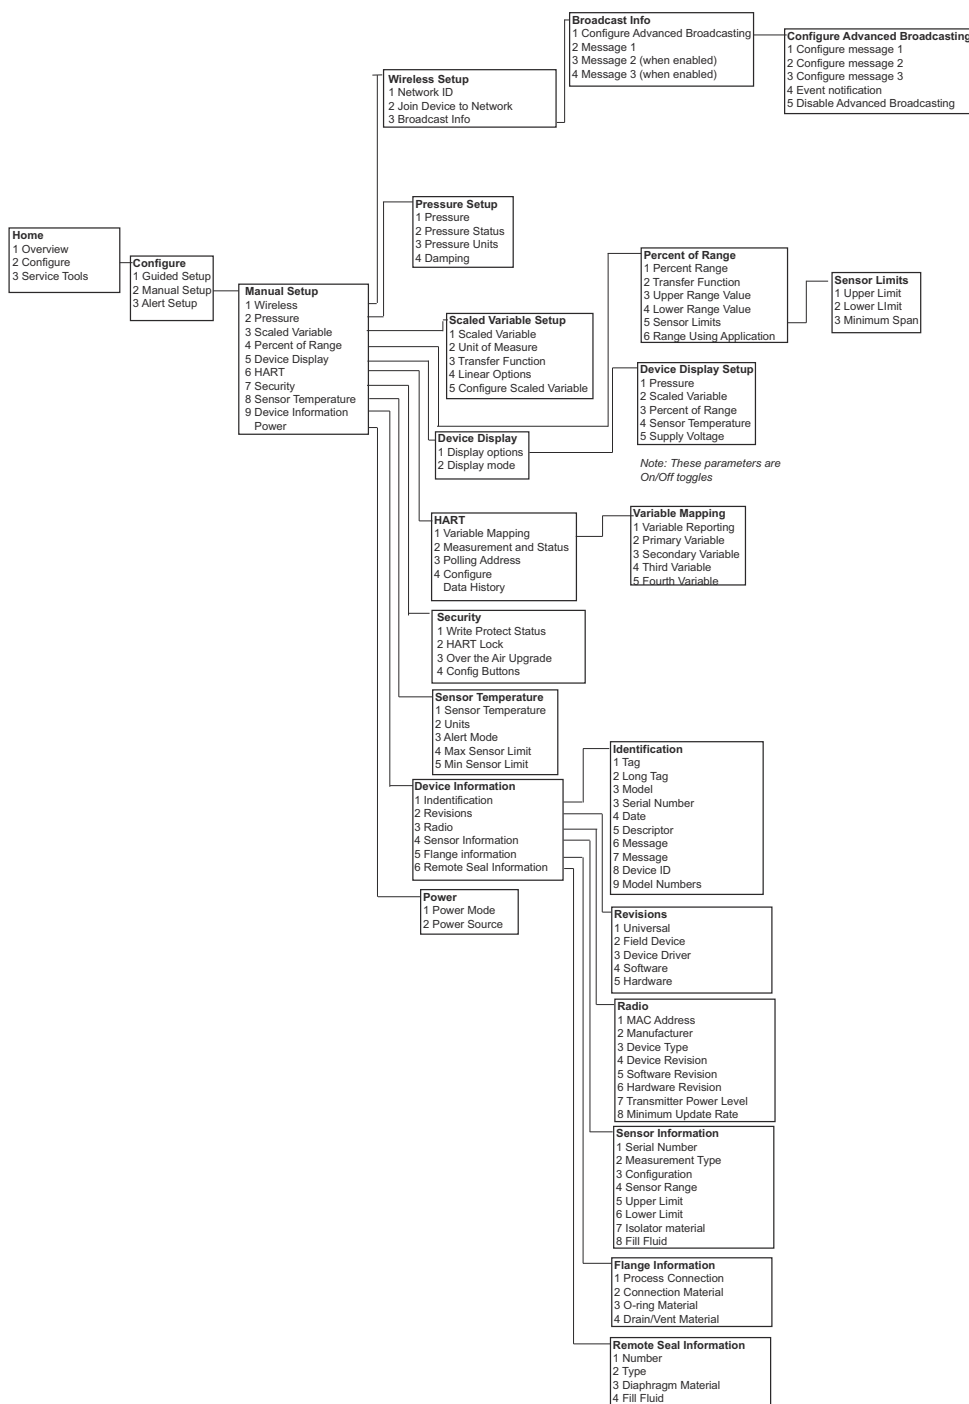 Broadcast Info
1 Configure Advanced Broadcasting
2 Message 1
3 Message 2 (when enabled)
4 Message 3 (when enabled)
Configure Advanced Broadcasting
1 Configure message 1
2 Configure message 2
3 Configure message 3
4 Event notification
5 Disable Advanced Broadcasting
Wireless Setup
1 Network ID
2 Join Device to Network
3 Broadcast Info
Pressure Setup
1 Pressure
2 Pressure Status
3 Pressure Units
4 Damping
Home
1 Overview
2 Configure
3 Service Tools
Configure
1 Guided Setup
2 Manual Setup
3 Alert Setup
Manual Setup
1 Wireless
2 Pressure
3 Scaled Variable
4 Percent of Range
5 Device Display
6 HART
7 Security
8 Sensor Temperature
9 Device Information
Power
Percent of Range
1 Percent Range
2 Transfer Function
3 Upper Range Value
4 Lower Range Value
5 Sensor Limits
6 Range Using Application
Sensor Limits
1 Upper Limit
2 Lower LImit
3 Minimum Span
Scaled Variable Setup
1 Scaled Variable
2 Unit of Measure
3 Transfer Function
4 Linear Options
5 Configure Scaled Variable
Device Display Setup
1 Pressure
2 Scaled Variable
3 Percent of Range
4 Sensor Temperature
5 Supply Voltage
Note: These parameters are
On/Off toggles
Device Display
1 Display options
2 Display mode
HART
1 Variable Mapping
2 Measurement and Status
3 Polling Address
4 Configure
Data History
Variable Mapping
1 Variable Reporting
2 Primary Variable
3 Secondary Variable
4 Third Variable
5 Fourth Variable
Security
1 Write Protect Status
2 HART Lock
3 Over the Air Upgrade
4 Config Buttons
Sensor Temperature
1 Sensor Temperature
2 Units
3 Alert Mode
4 Max Sensor Limit
5 Min Sensor Limit
Device Information
1 Indentification
2 Revisions
3 Radio
4 Sensor Information
5 Flange information
6 Remote Seal Information
Identification
1 Tag
2 Long Tag
3 Model
3 Serial Number
4 Date
5 Descriptor
6 Message
7 Message
8 Device ID
9 Model Numbers
Power
1 Power Mode
2 Power Source
Revisions
1 Universal
2 Field Device
3 Device Driver
4 Software
5 Hardware
Radio
1 MAC Address
2 Manufacturer
3 Device Type
4 Device Revision
5 Software Revision
6 Hardware Revision
7 Transmitter Power Level
8 Minimum Update Rate
Sensor Information
1 Serial Number
2 Measurement Type
3 Configuration
4 Sensor Range
5 Upper Limit
6 Lower Limit
7 Isolator material
8 Fill Fluid
Flange Information
1 Process Connection
2 Connection Material
3 O-ring Material
4 Drain/Vent Material
Remote Seal Information
1 Number
2 Type
3 Diaphragm Material
4 Fill Fluid